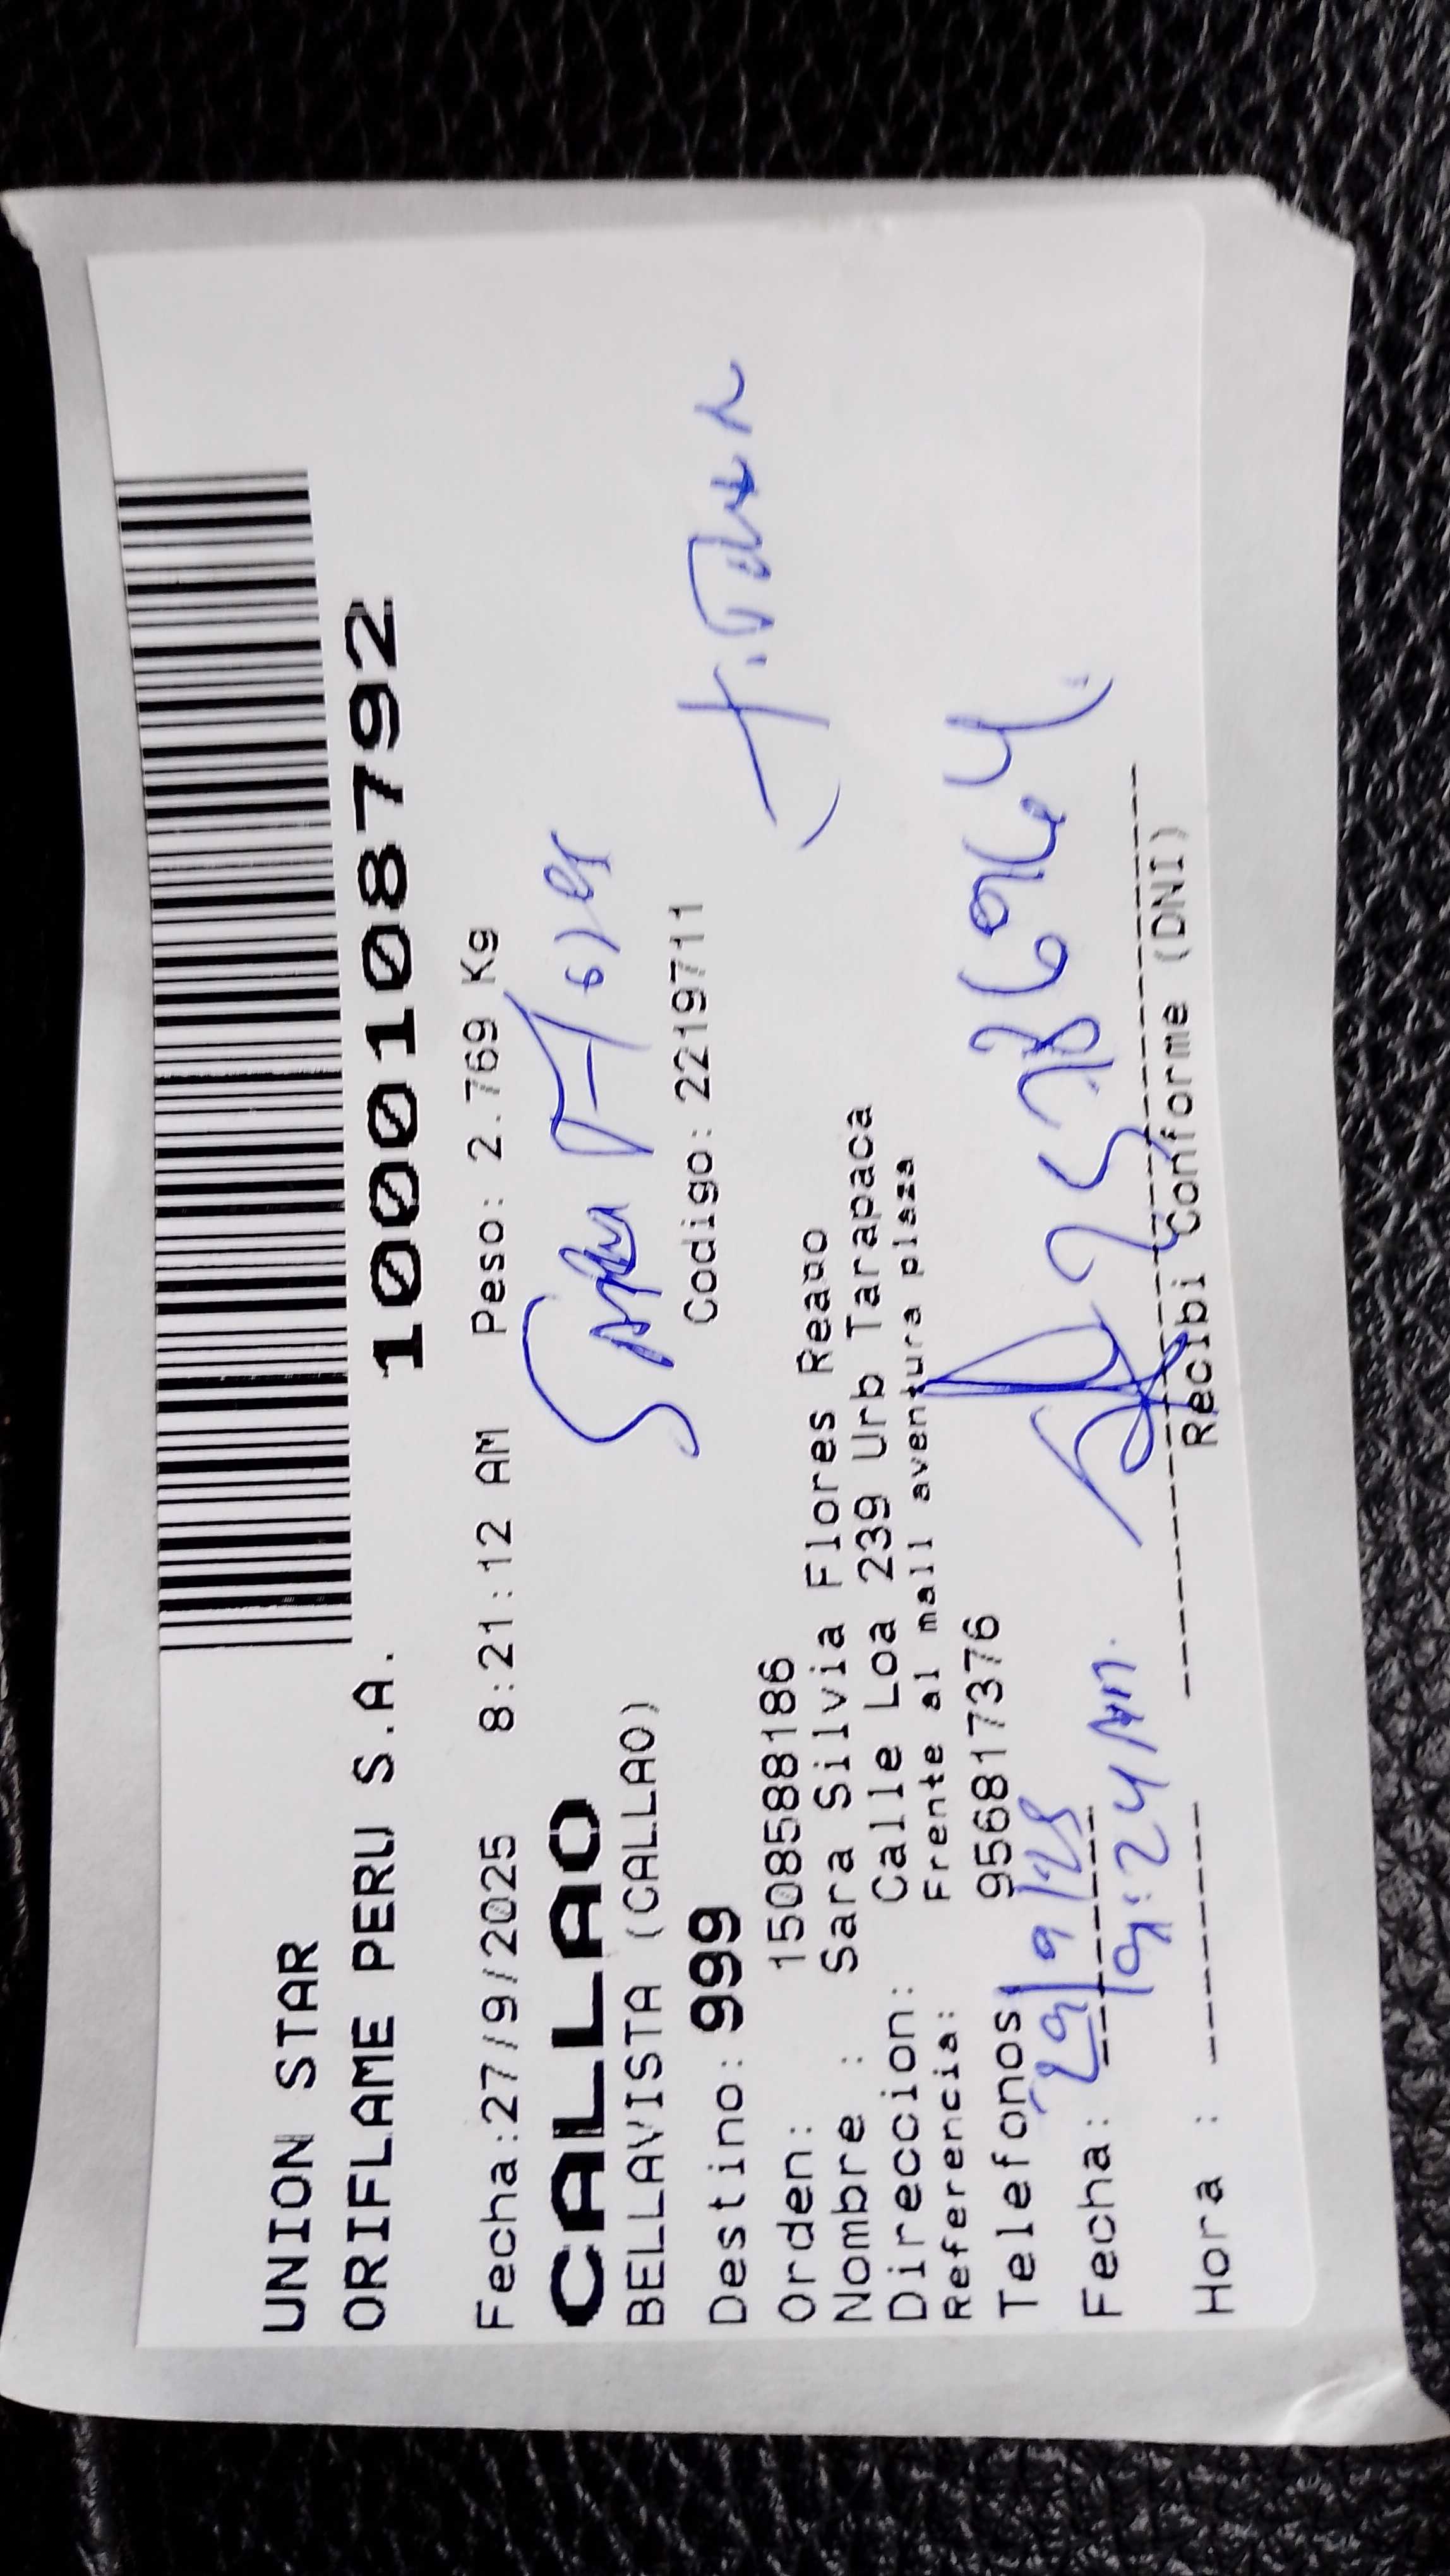 UNION STAR
ORIFLAME PERU S.A.
1000108792
Fecha:27/9/2025 8:21:12 AM Peso: 2.769 Kg
CALLAO
BELLAVISTA (CALLAO)
Destino: 999 Codigo: 2219711
Orden: 1508588186
Nombre : Sara Silvia Flores Reaωo
Direccion: Calle Loa 239 Urb Tarapaca
Referencia: Frente al mall aventura plaza
Telefonos 956817376
Fecha: 29/9/25
Hora : 9:24 Am
Recibi Conforme (DNI)